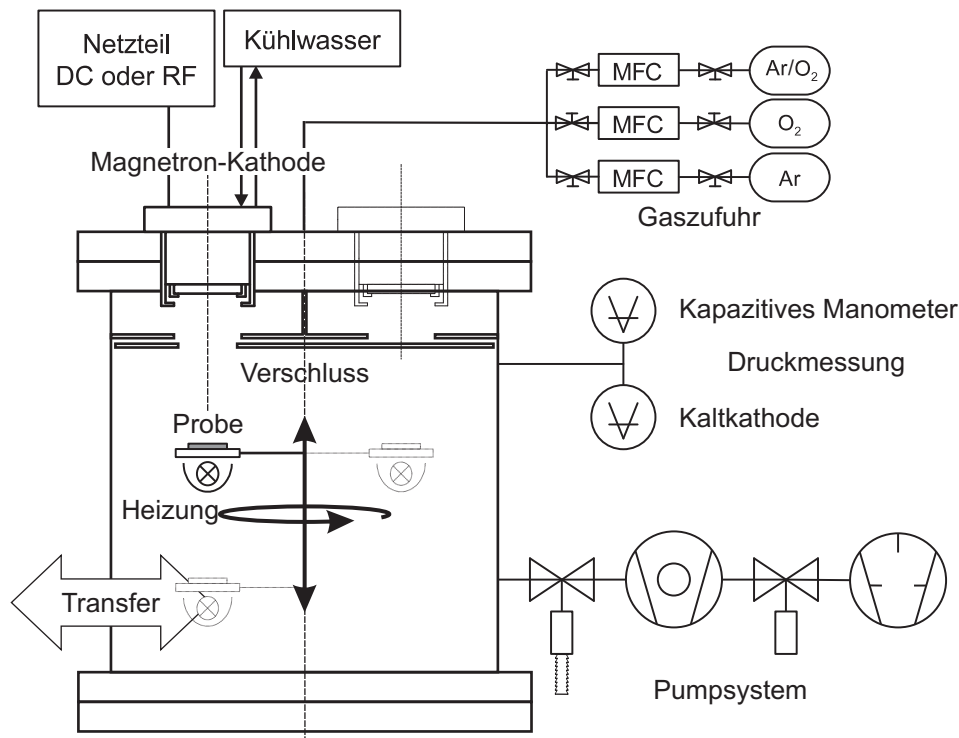 Netzteil
DC oder RF
Kühlwasser
MFC
Ar/O₂
MFC
O₂
MFC
Ar
Gaszufuhr
Magnetron-Kathode
Kapazitives Manometer
Druckmessung
Kaltkathode
Verschluss
Probe
Heizung
Transfer
Pumpsystem